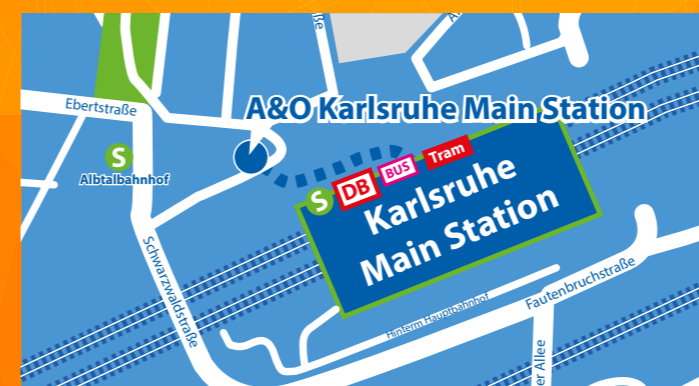 Ebertstraße
A&O Karlsruhe Main Station
S
Albtalbahnhof
S
DB
BUS
Tram
Karlsruhe
Main Station
Schwarzwaldstraße
Hinterm Hauptbahnhof
Fautenbruchstraße
er Allee